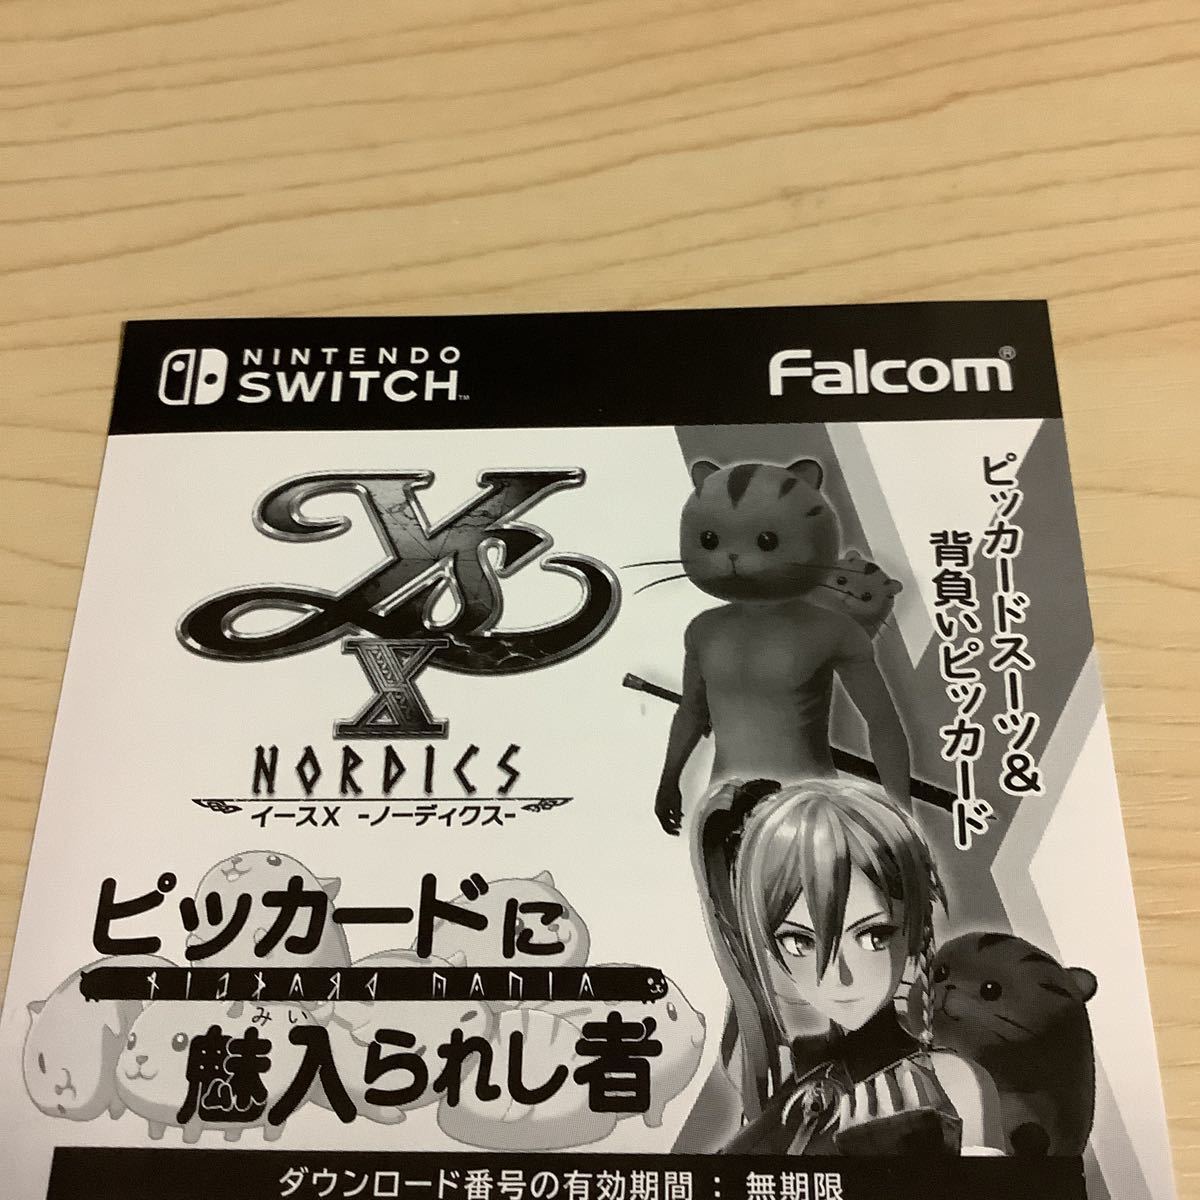 NINTENDO
SWITCH™
Falcom®
Ys
X
NORDICS
イースX -ノーディクス-
ピッカードスーツ&
背負いピッカード
ピッカードに
みい
魅入られし者
ダウンロード番号の有効期間：無期限